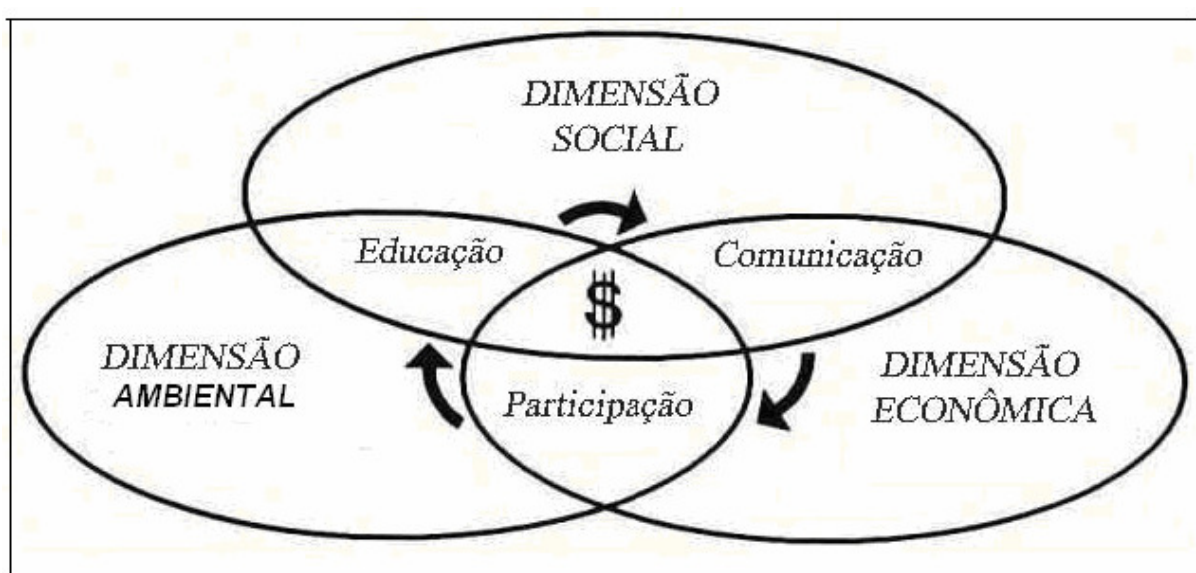 DIMENSÃO
SOCIAL
Educação
Comunicação
$
DIMENSÃO
AMBIENTAL
Participação
DIMENSÃO
ECONÔMICA